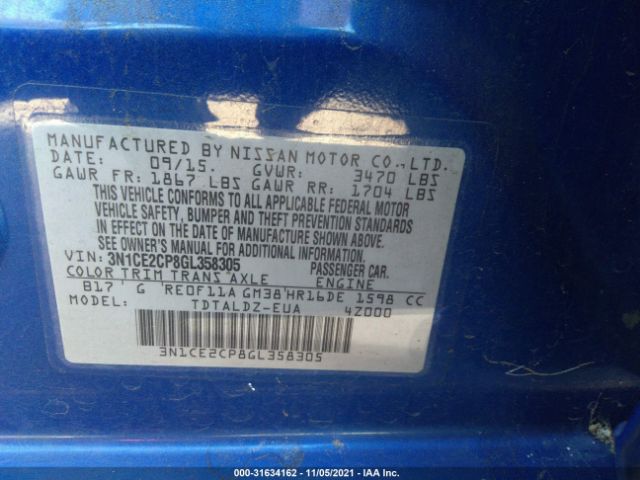 MANUFACTURED BY NISSAN MOTOR CO.,LTD.
DATE: 09/15. GVWR: 3470 LBS
GAWR FR: 1867 LBS GAWR RR: 1704 LBS
THIS VEHICLE CONFORMS TO ALL APPLICABLE FEDERAL MOTOR
VEHICLE SAFETY, BUMPER AND THEFT PREVENTION STANDARDS
IN EFFECT ON THE DATE OF MANUFACTURE SHOWN ABOVE.
SEE OWNER'S MANUAL FOR ADDITIONAL INFORMATION.
VIN: 3N1CE2CP8GL358305 PASSENGER CAR.
COLOR TRIM TRANS AXLE ENGINE
B17' G 'RE0F11A GM38'HR16DE 1598 CC
MODEL: TDTALDZ-EUA 4Z000
3N1CE2CP8GL358305
000-31634162 - 11/05/2021 - IAA Inc.